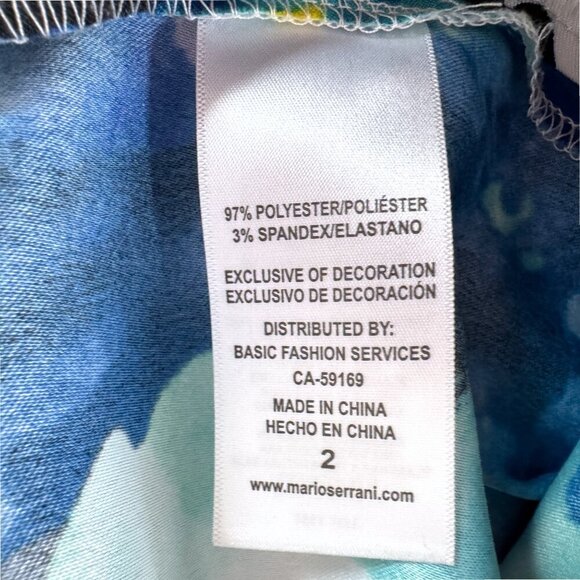 97% POLYESTER/POLIÉSTER
3% SPANDEX/ELASTANO
EXCLUSIVE OF DECORATION
EXCLUSIVO DE DECORACIÓN
DISTRIBUTED BY:
BASIC FASHION SERVICES
CA-59169
MADE IN CHINA
HECHO EN CHINA
2
www.marioserrani.com